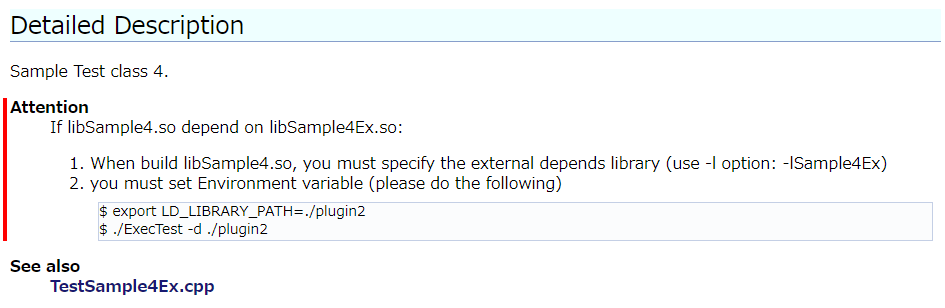 Detailed Description
Sample Test class 4.
Attention
If libSample4.so depend on libSample4Ex.so:
1. When build libSample4.so, you must specify the external depends library (use -l option: -lSample4Ex)
2. you must set Environment variable (please do the following)
$ export LD_LIBRARY_PATH=./plugin2
$ ./ExecTest -d ./plugin2
See also
TestSample4Ex.cpp